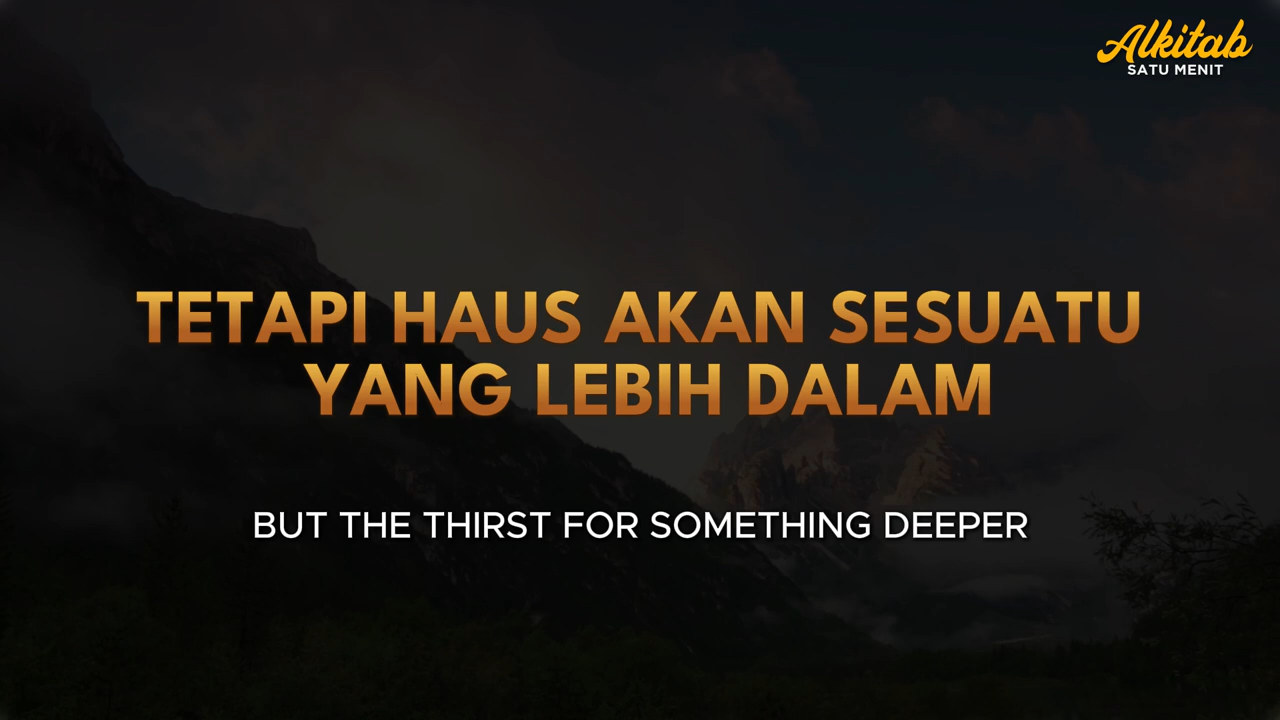 Alkitab
SATU MENIT
TETAPI HAUS AKAN SESUATU
YANG LEBIH DALAM
BUT THE THIRST FOR SOMETHING DEEPER